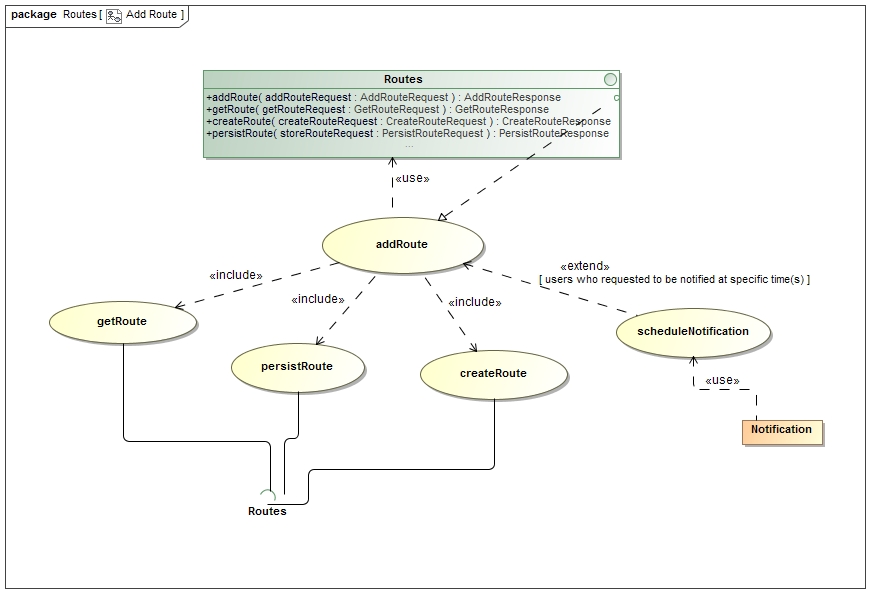 package Routes [ Add Route ]
Routes
+addRoute( addRouteRequest : AddRouteRequest ) : AddRouteResponse
+getRoute( getRouteRequest : GetRouteRequest ) : GetRouteResponse
+createRoute( createRouteRequest : CreateRouteRequest ) : CreateRouteResponse
+persistRoute( storeRouteRequest : PersistRouteRequest ) : PersistRouteResponse
...
«use»
addRoute
«include»
«include»
«include»
«extend»
[ users who requested to be notified at specific time(s) ]
getRoute
persistRoute
createRoute
scheduleNotification
«use»
Notification
Routes